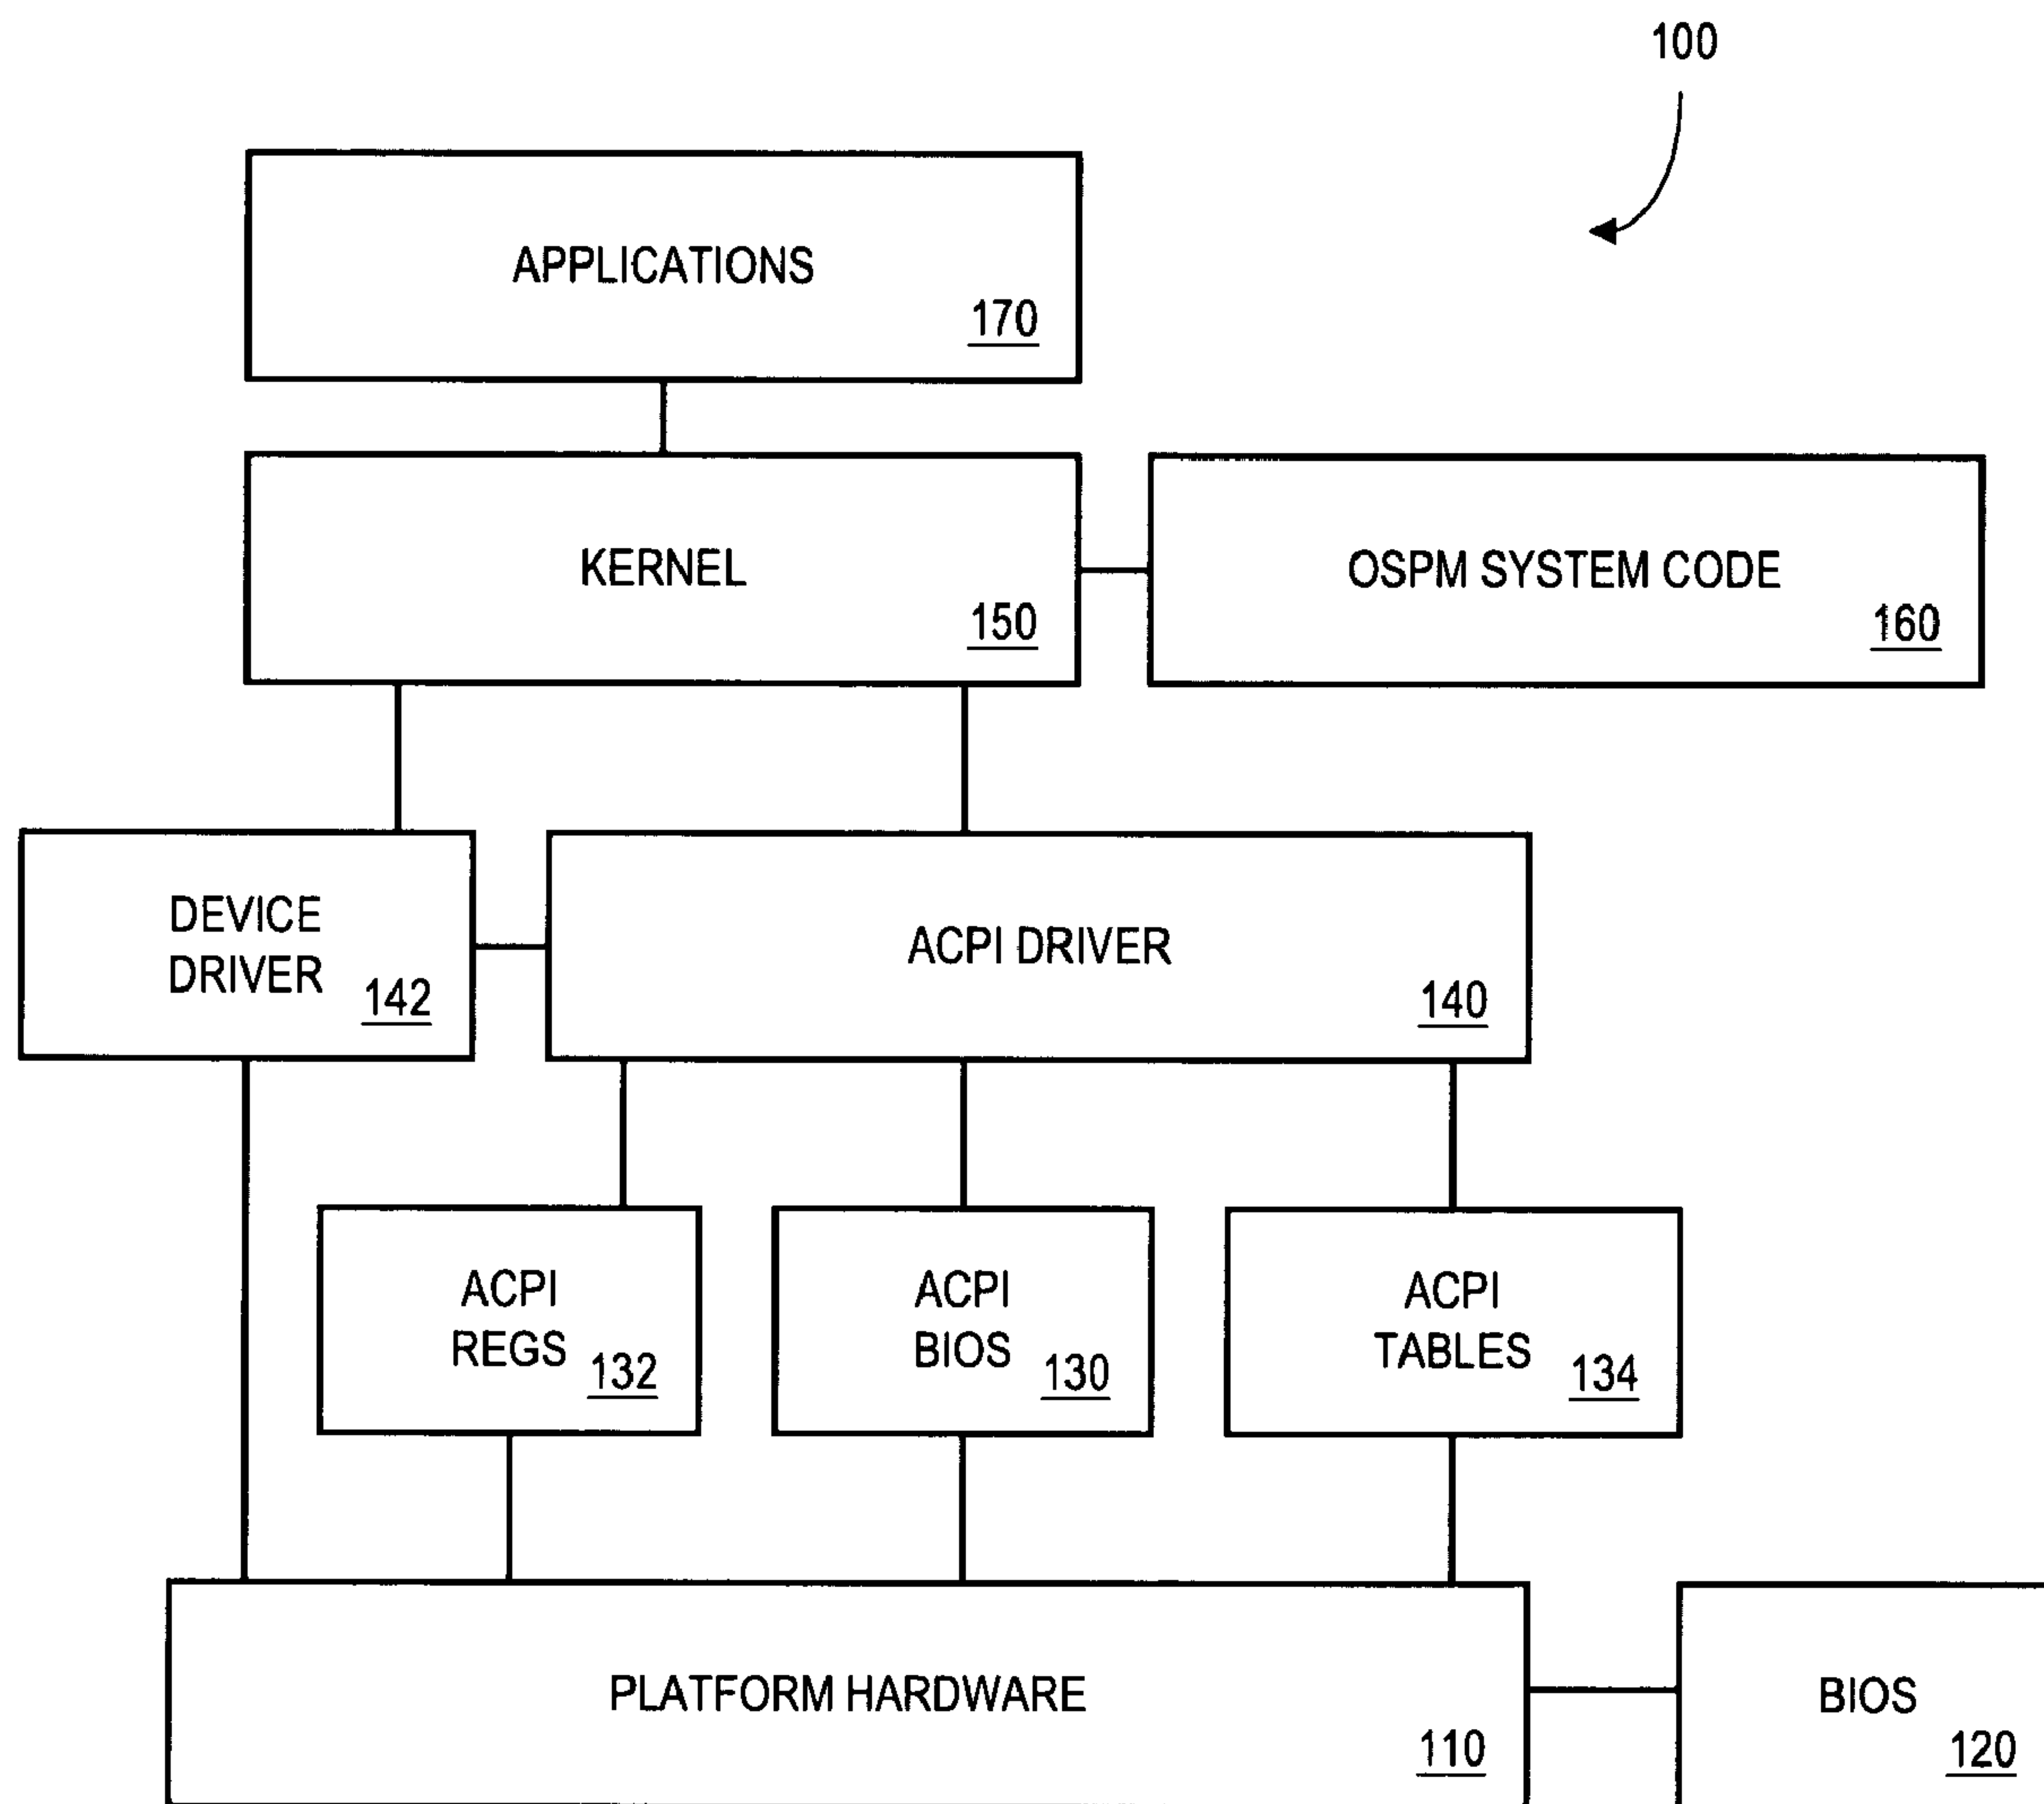 100
APPLICATIONS
170
KERNEL
150
OSPM SYSTEM CODE
160
DEVICE
DRIVER
142
ACPI DRIVER
140
ACPI
REGS
132
ACPI
BIOS
130
ACPI
TABLES
134
PLATFORM HARDWARE
110
BIOS
120